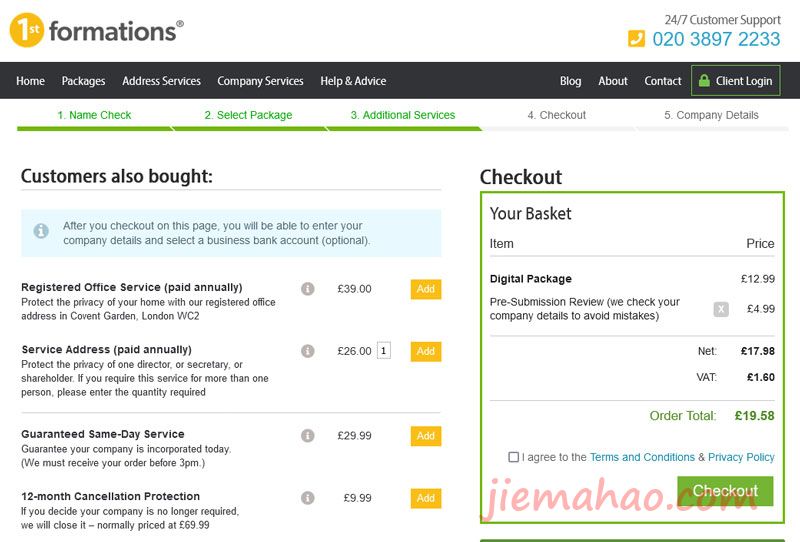 1st formations®
24/7 Customer Support
020 3897 2233
Home Packages Address Services Company Services Help & Advice Blog About Contact Client Login
1. Name Check 2. Select Package 3. Additional Services 4. Checkout 5. Company Details
Customers also bought:
After you checkout on this page, you will be able to enter your
company details and select a business bank account (optional).
Registered Office Service (paid annually) £39.00 Add
Protect the privacy of your home with our registered office
address in Covent Garden, London WC2
Service Address (paid annually) £26.00 1 Add
Protect the privacy of one director, or secretary, or
shareholder. If you require this service for more than one
person, please enter the quantity required
Guaranteed Same-Day Service £29.99 Add
Guarantee your company is incorporated today.
(We must receive your order before 3pm.)
12-month Cancellation Protection £9.99 Add
If you decide your company is no longer required,
we will close it – normally priced at £69.99
Checkout
Your Basket
Item Price
Digital Package £12.99
Pre-Submission Review (we check your
company details to avoid mistakes) X £4.99
Net: £17.98
VAT: £1.60
Order Total: £19.58
I agree to the Terms and Conditions & Privacy Policy
Checkout
jiemahao.com